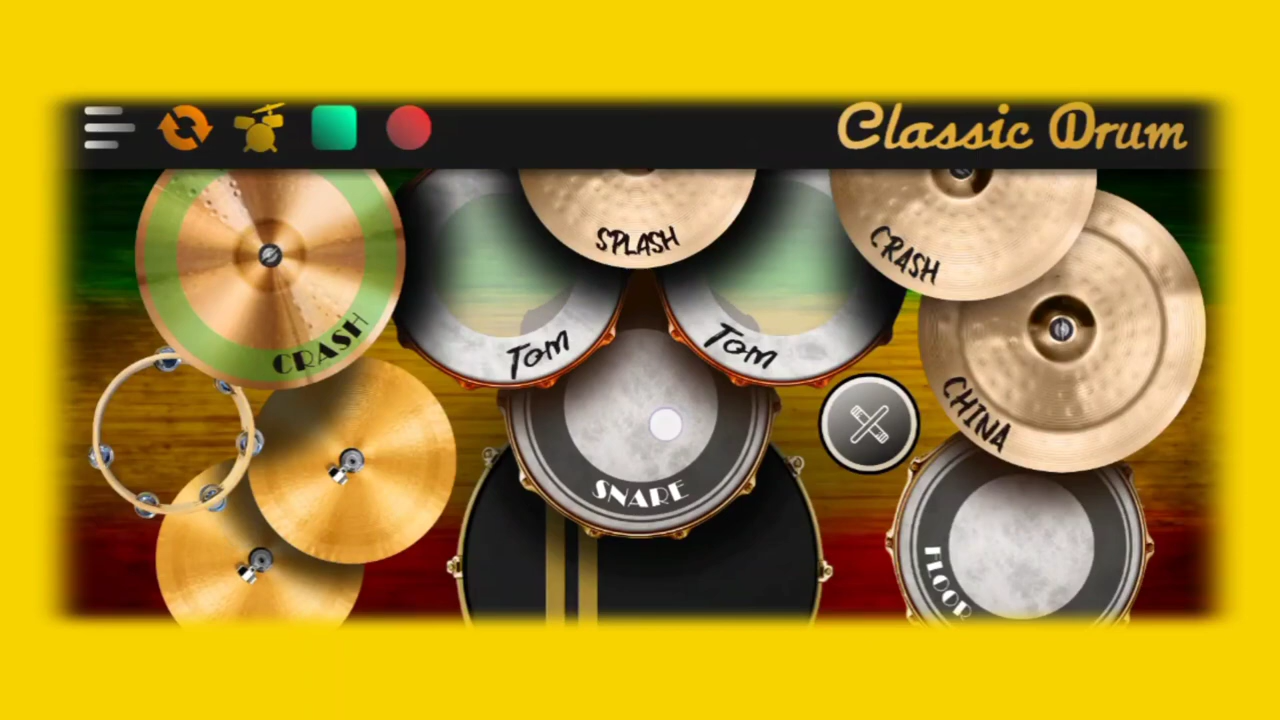 Classic Drum
SPLASH
CRASH
CRASH
Tom
Tom
CHINA
SNARE
FLOOR